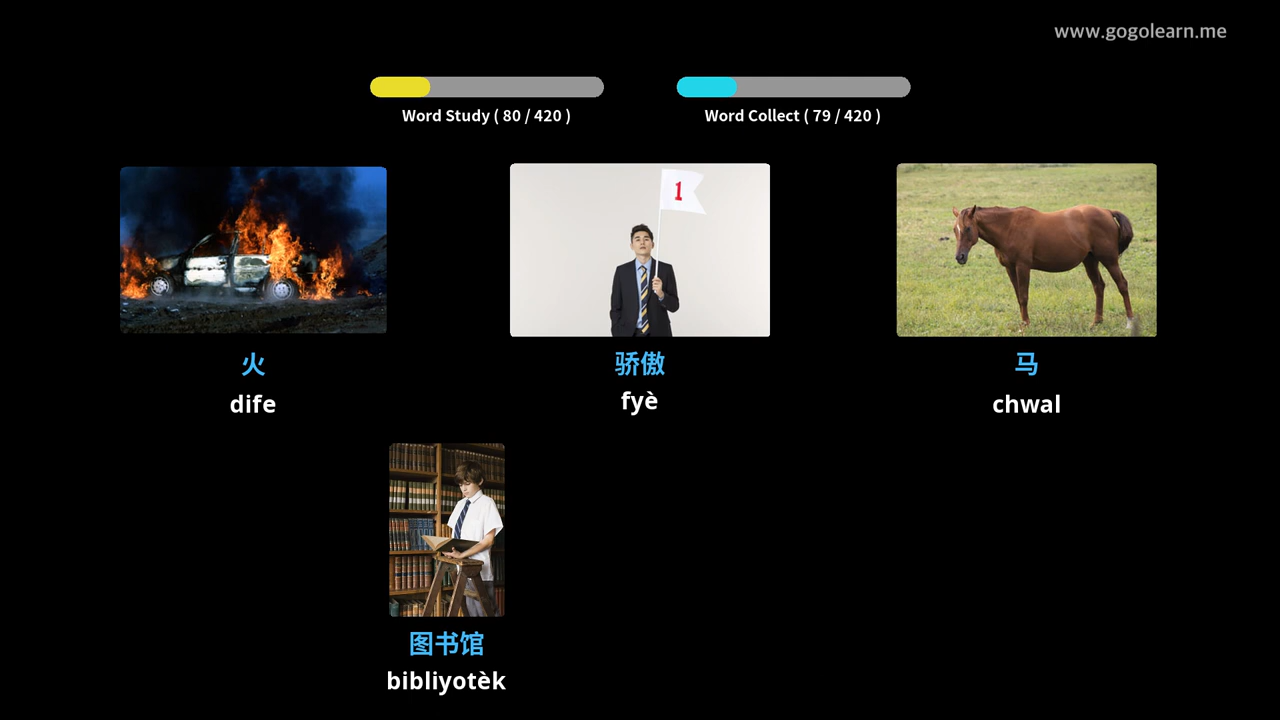 www.gogolearn.me
Word Study ( 80 / 420 )
Word Collect ( 79 / 420 )
1
火
dife
骄傲
fyè
马
chwal
图书馆
bibliyotèk